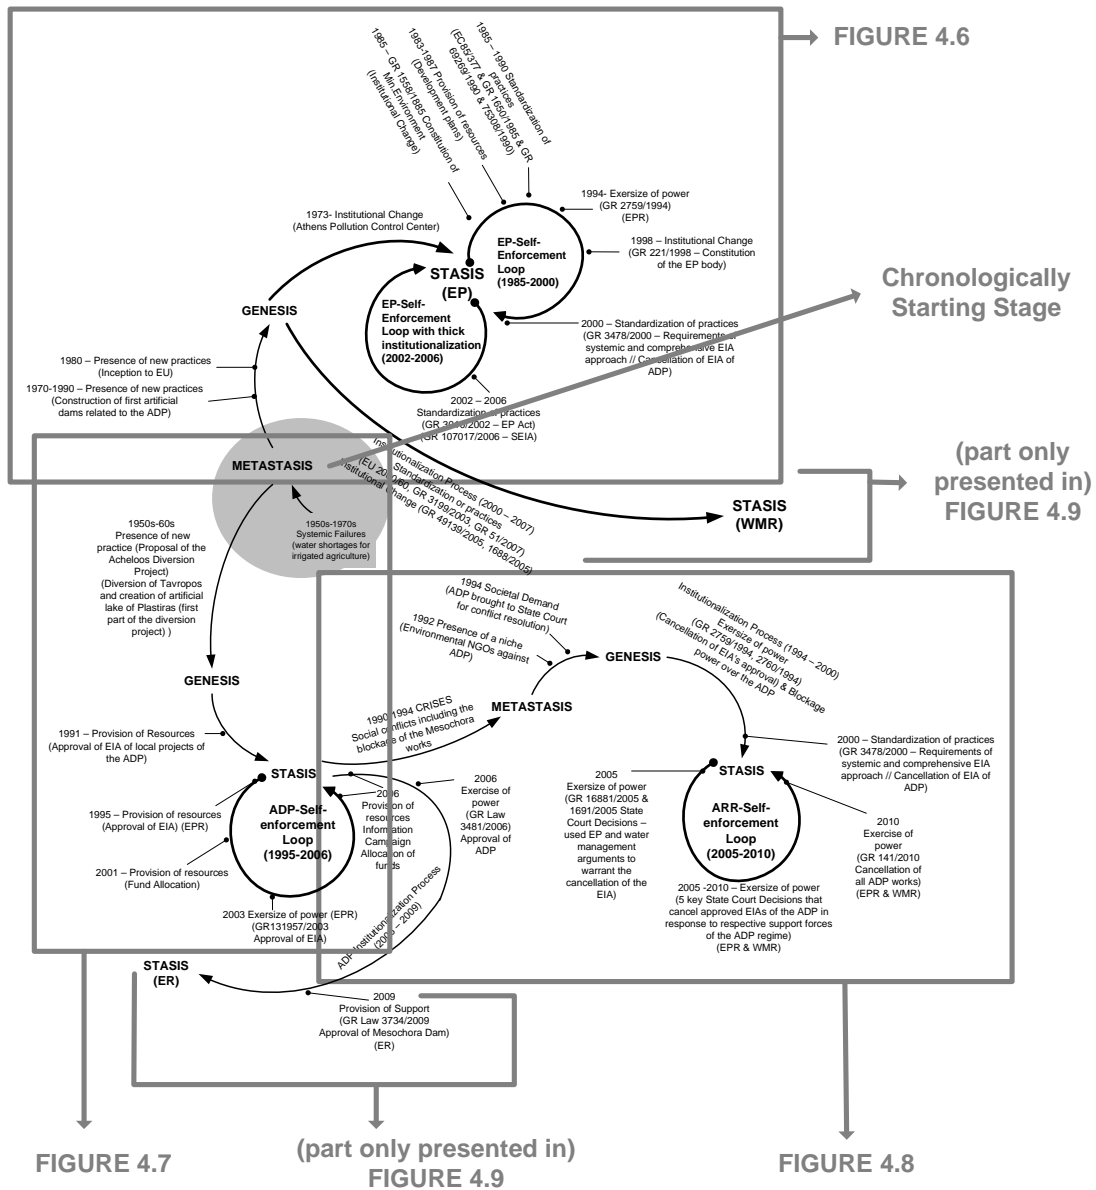 FIGURE 4.6
1985 – GR 1558/1885 Constitution of
Min.Environment
(Institutional Change)
1983-1987 Provision of resources
(Development plans)
1985 – 1990 Standardization of
practices
(EC85/377 & GR 1650/1985 & GR
69269/1990 & 75308/1990)
1994- Exersize of power
(GR 2759/1994)
(EPR)
1973- Institutional Change
(Athens Pollution Control Center)
EP-Self-
Enforcement
Loop
(1985-2000)
1998 – Institutional Change
(GR 221/1998 – Constitution
of the EP body)
STASIS
(EP)
Chronologically
Starting Stage
GENESIS
EP-Self-
Enforcement
Loop with thick
institutionalization
(2002-2006)
2000 – Standardization of practices
(GR 3478/2000 – Requirements of
systemic and comprehensive EIA
approach // Cancellation of EIA of
ADP)
1980 – Presence of new practices
(Inception to EU)
1970-1990 – Presence of new practices
(Construction of first artificial
dams related to the ADP)
2002 – 2006
Standardization of practices
(GR /2002 – EP Act)
(GR 107017/2006 – SEIA)
METASTASIS
Institutionalization Process (2000 – 2007)
Standardization or practices
(EU 2000/60, GR 3199/2003, GR 51/2007)
Institutional Change (GR 49139/2005, 1688/2005)
(part only
presented in)
FIGURE 4.9
STASIS
(WMR)
1950s-1970s
Systemic Failures
(water shortages for
irrigated agriculture)
1950s-60s
Presence of new
practice (Proposal of the
Acheloos Diversion
Project)
(Diversion of Tavropos
and creation of artificial
lake of Plastiras (first
part of the diversion
project) )
1994 Societal Demand
(ADP brought to State Court
for conflict resolution)
1992 Presence of a niche
(Environmental NGOs against
ADP)
Institutionalization Process (1994 – 2000)
Exersize of power
(GR 2759/1994, 2760/1994)
(Cancellation of EIA's approval) & Blockage
power over the ADP
GENESIS
GENESIS
METASTASIS
1990-1994 CRISES
Social conflicts including the
blockage of the Mesochora
works
1991 – Provision of Resources
(Approval of EIA of local projects of
the ADP)
2000 – Standardization of practices
(GR 3478/2000 – Requirements of
systemic and comprehensive EIA
approach // Cancellation of EIA of
ADP)
STASIS
STASIS
1995 – Provision of resources
(Approval of EIA) (EPR)
ADP-Self-
enforcement
Loop
(1995-2006)
2006
Provision of
resources
Information
Campaign
Allocation of
funds
2006
Exercise of
power
(GR Law
3481/2006)
Approval of
ADP
2005
Exersize of power
(GR 16881/2005 &
1691/2005 State
Court Decisions –
used EP and water
management
arguments to
warrant the
cancellation of the
EIA)
ARR-Self-
enforcement
Loop
(2005-2010)
2010
Exercise of
power
(GR 141/2010
Cancellation of
all ADP works)
(EPR & WMR)
2001 – Provision of resources
(Fund Allocation)
2003 Exersize of power (EPR)
(GR131957/2003
Approval of EIA)
2005 -2010 – Exersize of power
(5 key State Court Decisions that
cancel approved EIAs of the ADP in
response to respective support forces
of the ADP regime)
(EPR & WMR)
ADP Institutionalization Process
(2006 – 2009)
STASIS
(ER)
2009
Provision of Support
(GR Law 3734/2009
Approval of Mesochora Dam)
(ER)
FIGURE 4.7
(part only presented in)
FIGURE 4.9
FIGURE 4.8